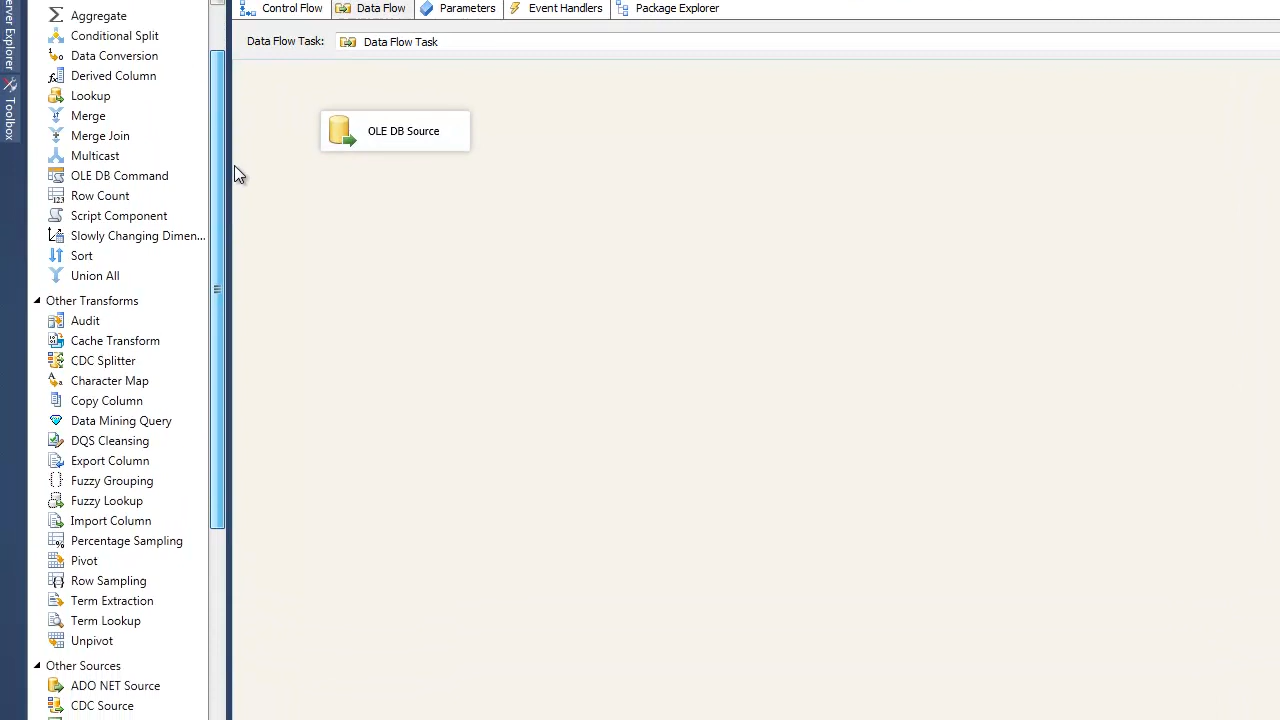 Server Explorer
Toolbox
Aggregate
Conditional Split
Data Conversion
Derived Column
Lookup
Merge
Merge Join
Multicast
OLE DB Command
Row Count
Script Component
Slowly Changing Dimen...
Sort
Union All
Other Transforms
Audit
Cache Transform
CDC Splitter
Character Map
Copy Column
Data Mining Query
DQS Cleansing
Export Column
Fuzzy Grouping
Fuzzy Lookup
Import Column
Percentage Sampling
Pivot
Row Sampling
Term Extraction
Term Lookup
Unpivot
Other Sources
ADO NET Source
CDC Source
Control Flow Data Flow Parameters Event Handlers Package Explorer
Data Flow Task: Data Flow Task
OLE DB Source